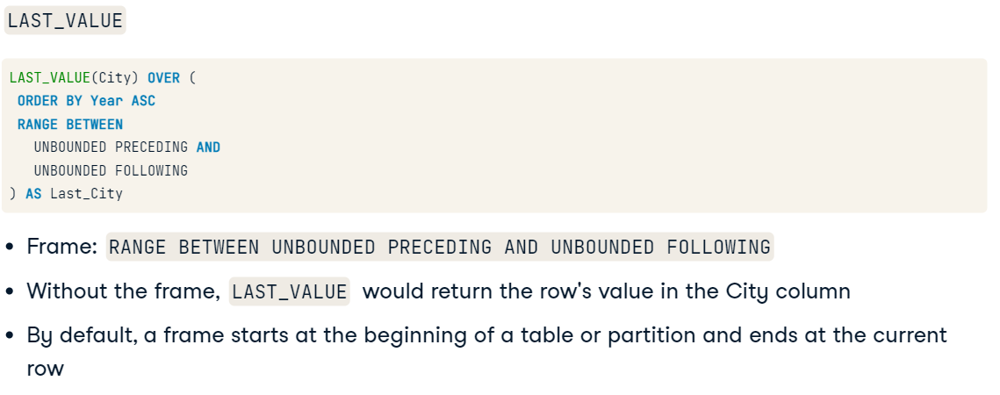 LAST_VALUE
LAST_VALUE(City) OVER (
ORDER BY Year ASC
RANGE BETWEEN
UNBOUNDED PRECEDING AND
UNBOUNDED FOLLOWING
) AS Last_City
• Frame: RANGE BETWEEN UNBOUNDED PRECEDING AND UNBOUNDED FOLLOWING
• Without the frame, LAST_VALUE would return the row's value in the City column
• By default, a frame starts at the beginning of a table or partition and ends at the current
row